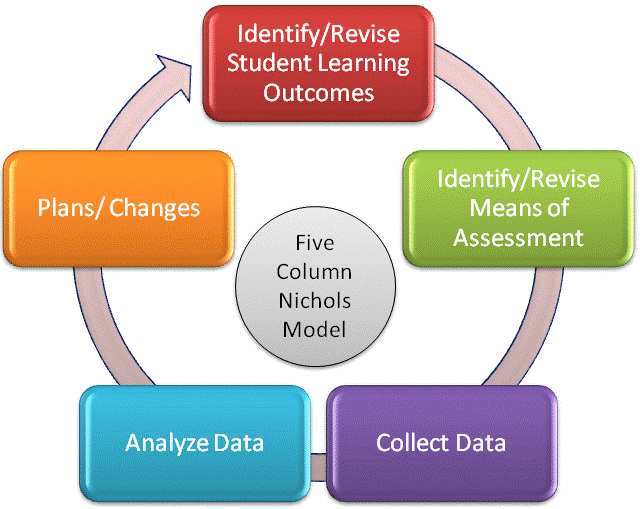 Identify/Revise
Student Learning
Outcomes
Identify/Revise
Means of
Assessment
Collect Data
Analyze Data
Plans/ Changes
Five
Column
Nichols
Model